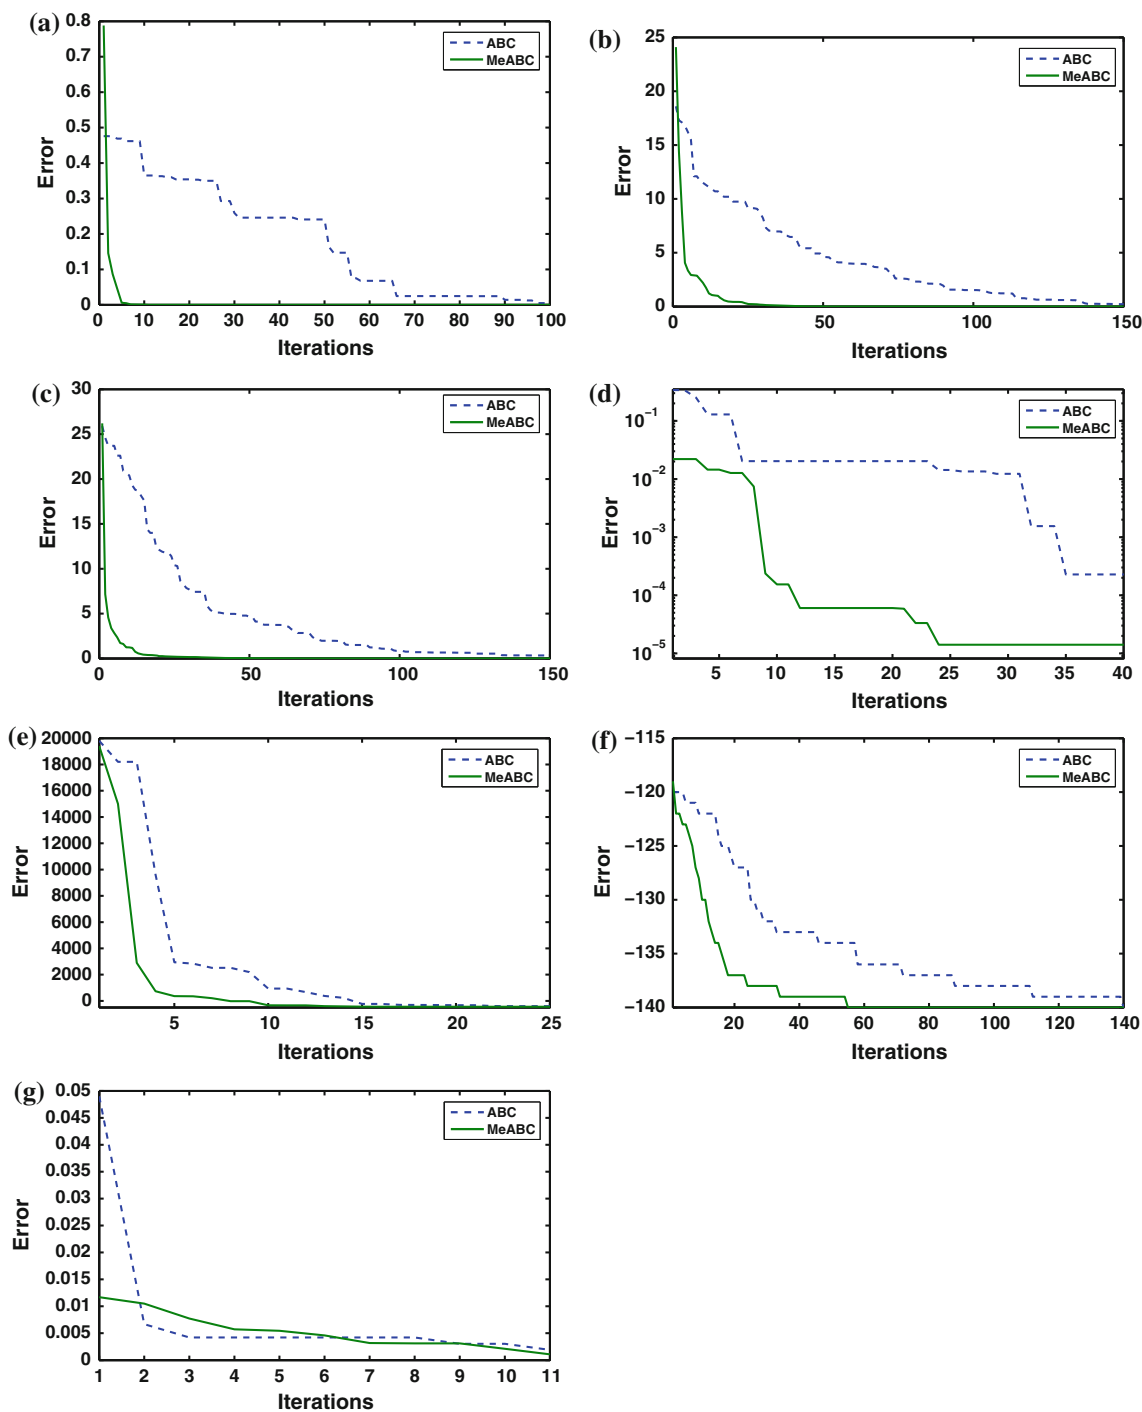 (a)
0.8
0.7
0.6
0.5
0.4
0.3
0.2
0.1
0
Error
ABC
MeABC
0 10 20 30 40 50 60 70 80 90 100
Iterations
(b)
25
20
15
10
5
0
Error
ABC
MeABC
0 50 100 150
Iterations
(c)
30
25
20
15
10
5
0
Error
ABC
MeABC
0 50 100 150
Iterations
(d)
10⁻¹
10⁻²
10⁻³
10⁻⁴
10⁻⁵
Error
ABC
MeABC
5 10 15 20 25 30 35 40
Iterations
(e)
20000
18000
16000
14000
12000
10000
8000
6000
4000
2000
0
Error
ABC
MeABC
5 10 15 20 25
Iterations
(f)
−115
−120
−125
−130
−135
−140
Error
ABC
MeABC
20 40 60 80 100 120 140
Iterations
(g)
0.05
0.045
0.04
0.035
0.03
0.025
0.02
0.015
0.01
0.005
0
Error
ABC
MeABC
1 2 3 4 5 6 7 8 9 10 11
Iterations